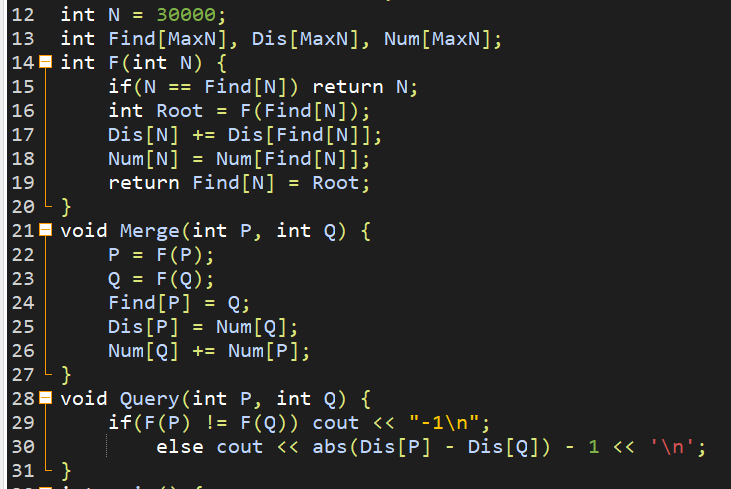 12 int N = 30000;
13 int Find[MaxN], Dis[MaxN], Num[MaxN];
14 int F(int N) {
15     if(N == Find[N]) return N;
16     int Root = F(Find[N]);
17     Dis[N] += Dis[Find[N]];
18     Num[N] = Num[Find[N]];
19     return Find[N] = Root;
20 }
21 void Merge(int P, int Q) {
22     P = F(P);
23     Q = F(Q);
24     Find[P] = Q;
25     Dis[P] = Num[Q];
26     Num[Q] += Num[P];
27 }
28 void Query(int P, int Q) {
29     if(F(P) != F(Q)) cout << "-1\n";
30         else cout << abs(Dis[P] - Dis[Q]) - 1 << '\n';
31 }